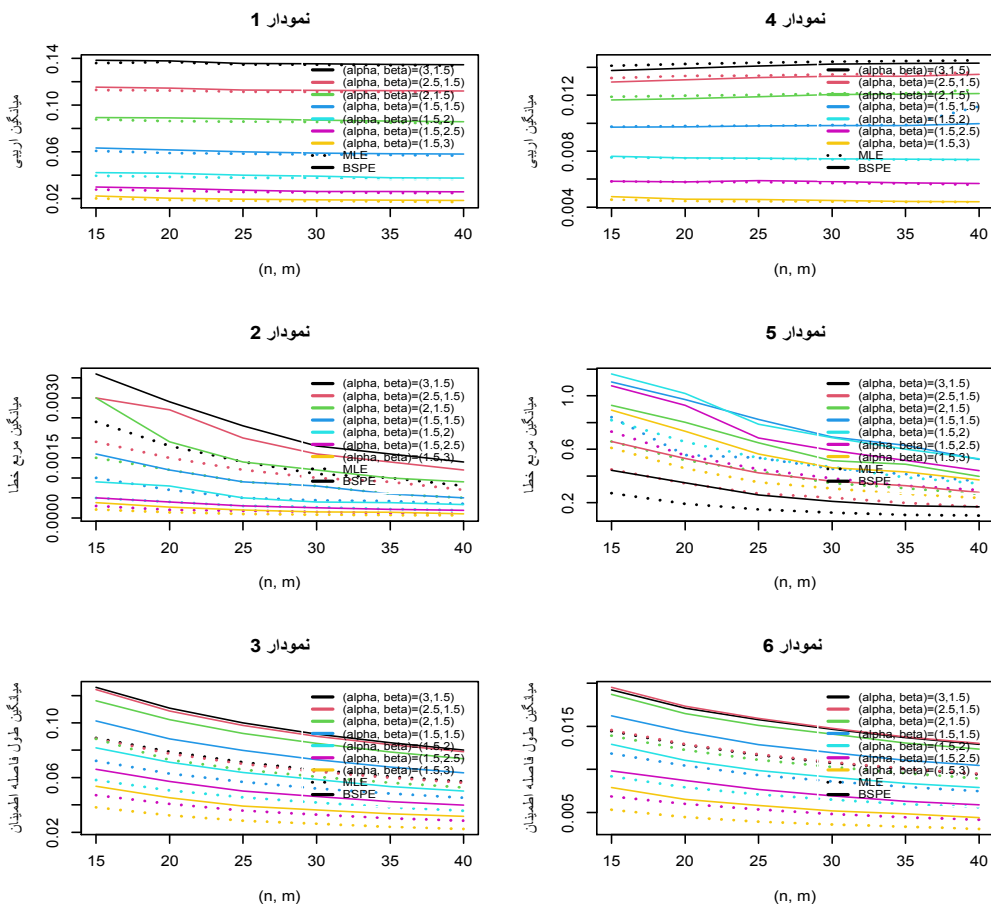 نمودار 1
میانگین اریبی
0.02 0.06 0.10 0.14
(alpha, beta)=(3,1.5)
(alpha, beta)=(2.5,1.5)
(alpha, beta)=(2,1.5)
(alpha, beta)=(1.5,1.5)
(alpha, beta)=(1.5,2)
(alpha, beta)=(1.5,2.5)
(alpha, beta)=(1.5,3)
MLE
BSPE
15 20 25 30 35 40
(n, m)
نمودار 4
میانگین اریبی
0.004 0.008 0.012
(alpha, beta)=(3,1.5)
(alpha, beta)=(2.5,1.5)
(alpha, beta)=(2,1.5)
(alpha, beta)=(1.5,1.5)
(alpha, beta)=(1.5,2)
(alpha, beta)=(1.5,2.5)
(alpha, beta)=(1.5,3)
MLE
BSPE
15 20 25 30 35 40
(n, m)
نمودار 2
میانگین مربع خطا
0.0000 0.0015 0.0030
(alpha, beta)=(3,1.5)
(alpha, beta)=(2.5,1.5)
(alpha, beta)=(2,1.5)
(alpha, beta)=(1.5,1.5)
(alpha, beta)=(1.5,2)
(alpha, beta)=(1.5,2.5)
(alpha, beta)=(1.5,3)
MLE
BSPE
15 20 25 30 35 40
(n, m)
نمودار 5
میانگین مربع خطا
0.2 0.6 1.0
(alpha, beta)=(3,1.5)
(alpha, beta)=(2.5,1.5)
(alpha, beta)=(2,1.5)
(alpha, beta)=(1.5,1.5)
(alpha, beta)=(1.5,2)
(alpha, beta)=(1.5,2.5)
(alpha, beta)=(1.5,3)
MLE
BSPE
15 20 25 30 35 40
(n, m)
نمودار 3
میانگین طول فاصله اطمینان
0.02 0.06 0.10
(alpha, beta)=(3,1.5)
(alpha, beta)=(2.5,1.5)
(alpha, beta)=(2,1.5)
(alpha, beta)=(1.5,1.5)
(alpha, beta)=(1.5,2)
(alpha, beta)=(1.5,2.5)
(alpha, beta)=(1.5,3)
MLE
BSPE
15 20 25 30 35 40
(n, m)
نمودار 6
میانگین طول فاصله اطمینان
0.005 0.015
(alpha, beta)=(3,1.5)
(alpha, beta)=(2.5,1.5)
(alpha, beta)=(2,1.5)
(alpha, beta)=(1.5,1.5)
(alpha, beta)=(1.5,2)
(alpha, beta)=(1.5,2.5)
(alpha, beta)=(1.5,3)
MLE
BSPE
15 20 25 30 35 40
(n, m)